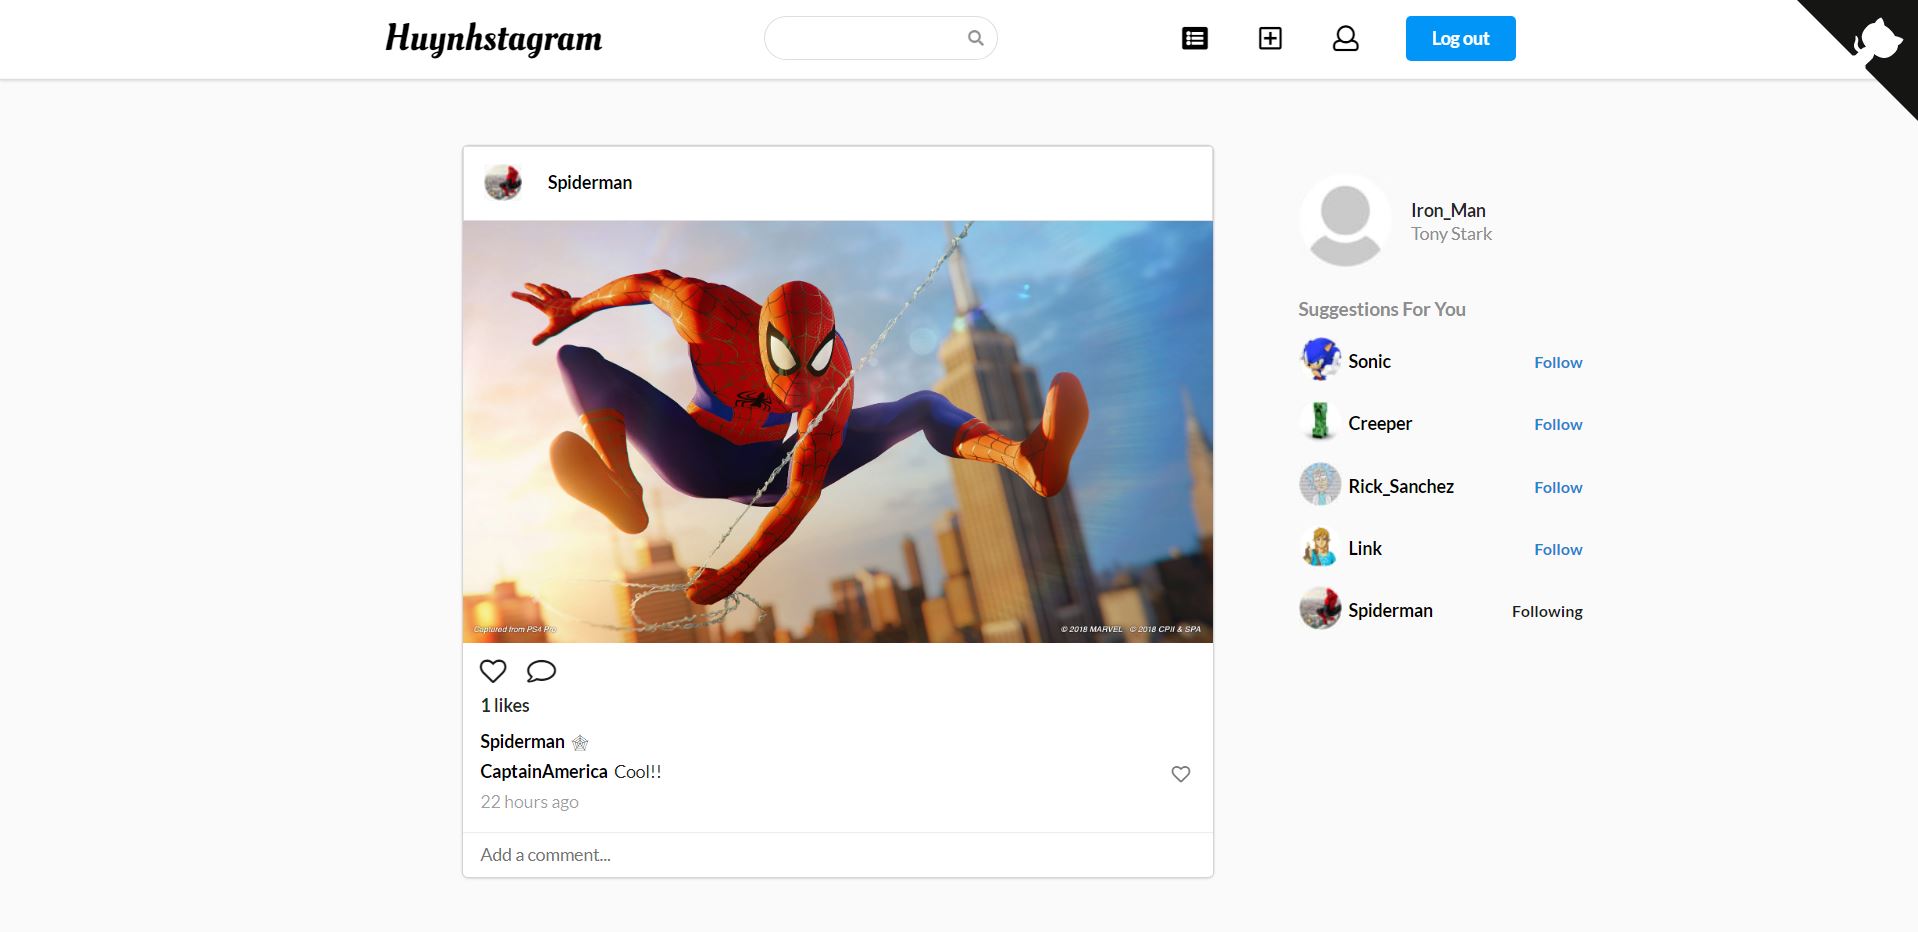 Huynhstagram
Log out
Spiderman
Captured from PS4 Pro
© 2018 MARVEL © 2018 CPII & SPA
1 likes
Spiderman 🕸
CaptainAmerica Cool!!
22 hours ago
Add a comment...
Iron_Man
Tony Stark
Suggestions For You
Sonic Follow
Creeper Follow
Rick_Sanchez Follow
Link Follow
Spiderman Following